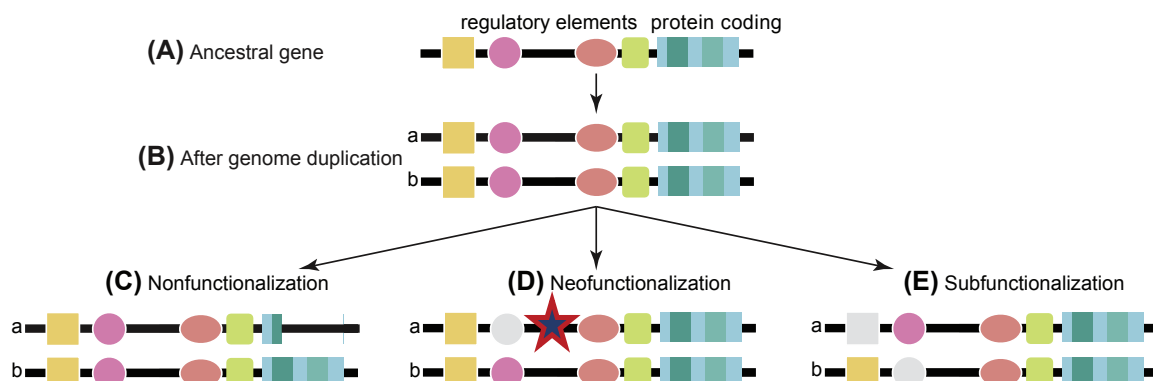 regulatory elements protein coding
(A) Ancestral gene
a
(B) After genome duplication
b
(C) Nonfunctionalization
(D) Neofunctionalization
(E) Subfunctionalization
a
a
a
b
b
b